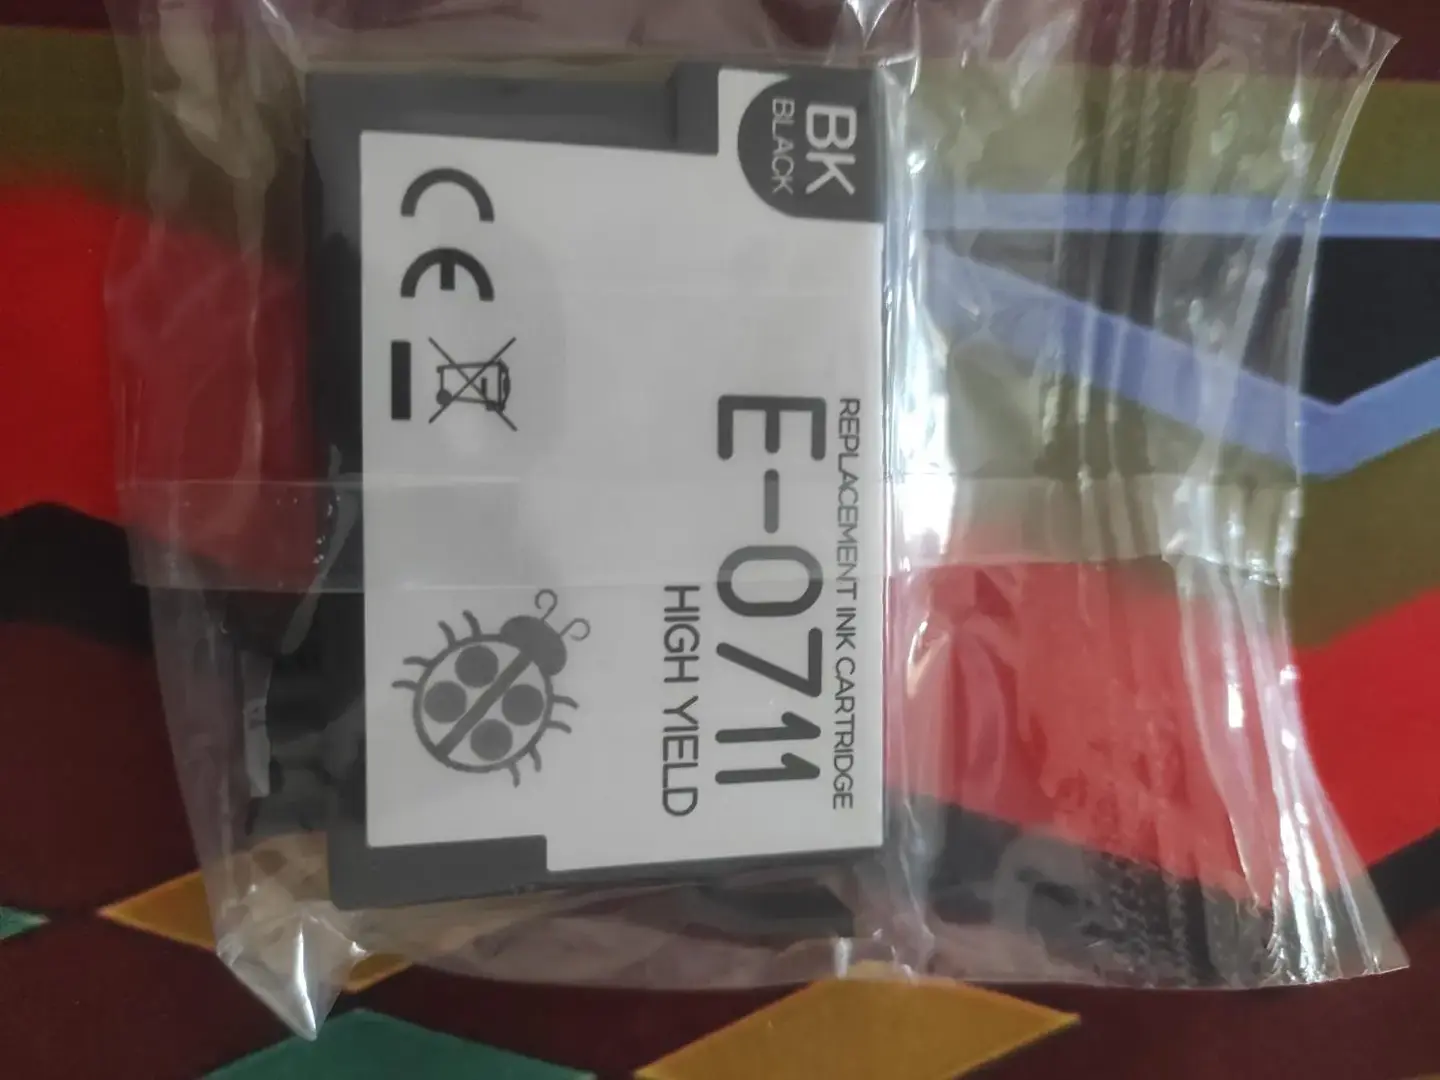 BK
BLACK
REPLACEMENT INK CARTRIDGE
E-0711
HIGH YIELD
CE